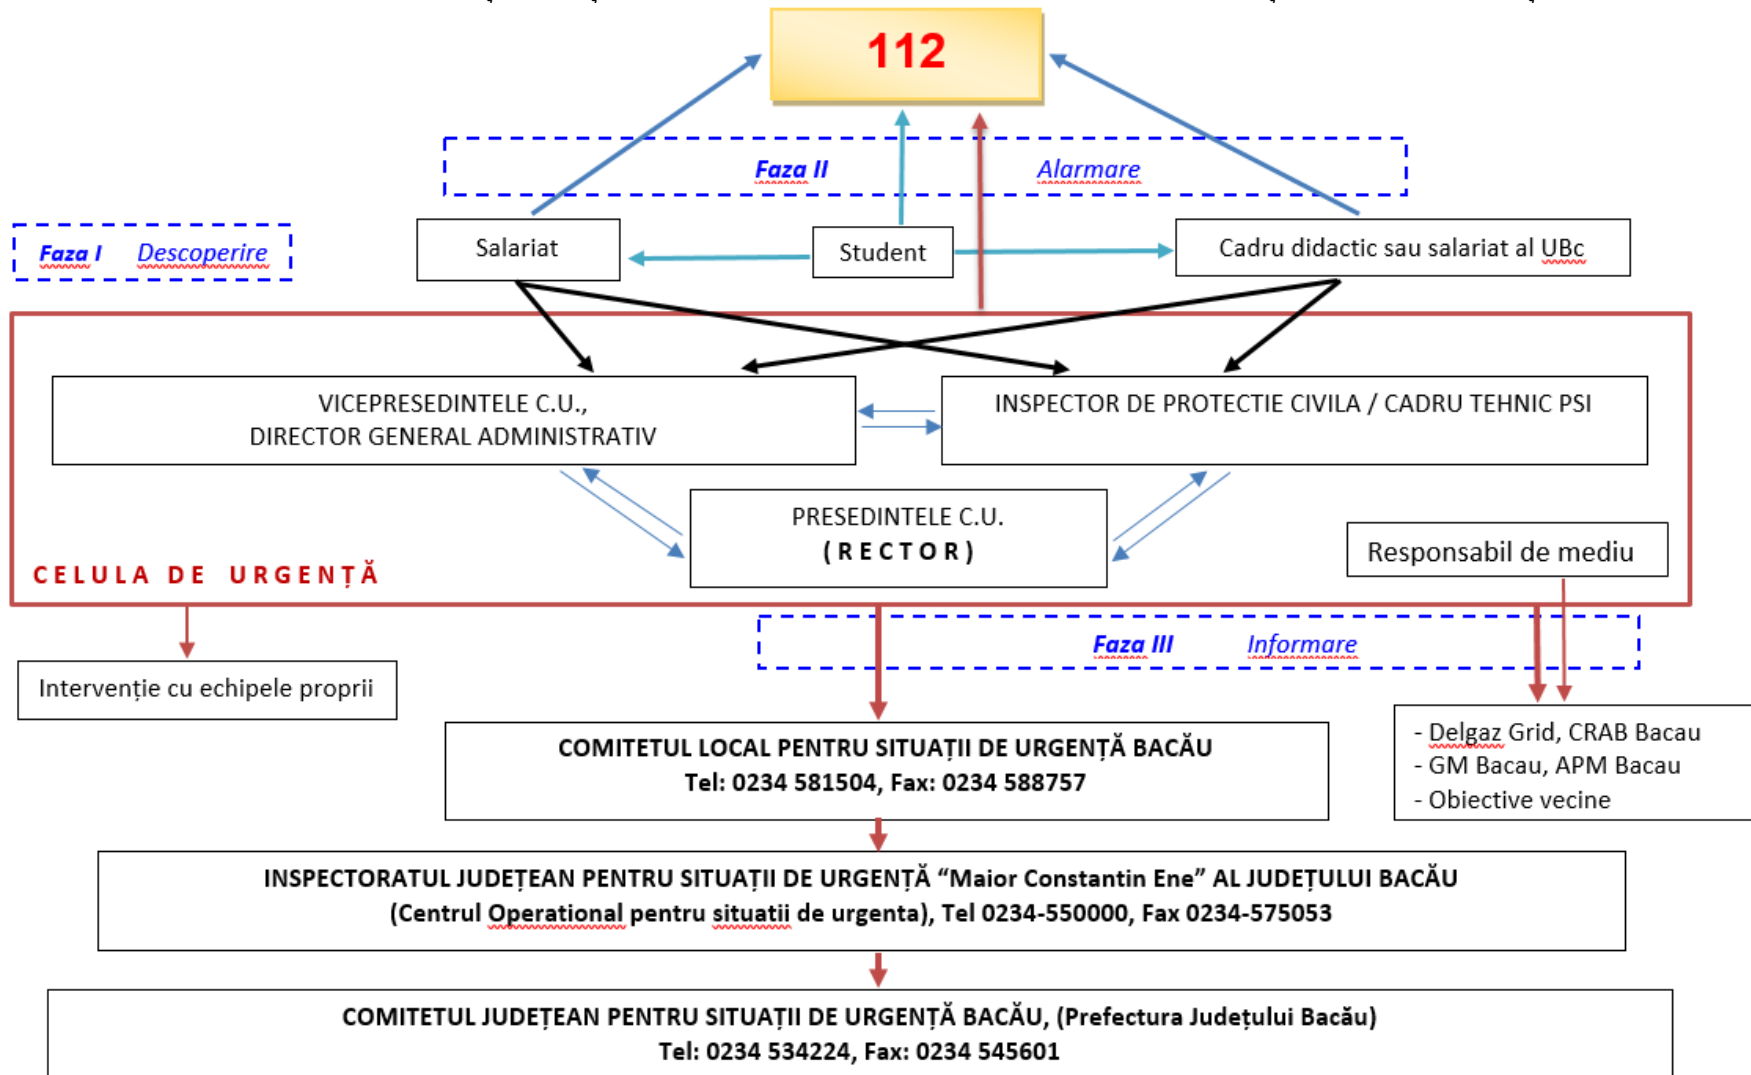 112
Faza II Alarmare
Faza I Descoperire
Salariat
Student
Cadru didactic sau salariat al UBc
VICEPRESEDINTELE C.U.,
DIRECTOR GENERAL ADMINISTRATIV
INSPECTOR DE PROTECTIE CIVILA / CADRU TEHNIC PSI
PRESEDINTELE C.U.
( R E C T O R )
Responsabil de mediu
C E L U L A D E U R G E N Ț Ă
Faza III Informare
Intervenție cu echipele proprii
- Delgaz Grid, CRAB Bacau
- GM Bacau, APM Bacau
- Obiective vecine
COMITETUL LOCAL PENTRU SITUAȚII DE URGENȚĂ BACĂU
Tel: 0234 581504, Fax: 0234 588757
INSPECTORATUL JUDEȚEAN PENTRU SITUAȚII DE URGENȚĂ “Maior Constantin Ene” AL JUDEȚULUI BACĂU
(Centrul Operational pentru situatii de urgenta), Tel 0234-550000, Fax 0234-575053
COMITETUL JUDEȚEAN PENTRU SITUAȚII DE URGENȚĂ BACĂU, (Prefectura Județului Bacău)
Tel: 0234 534224, Fax: 0234 545601